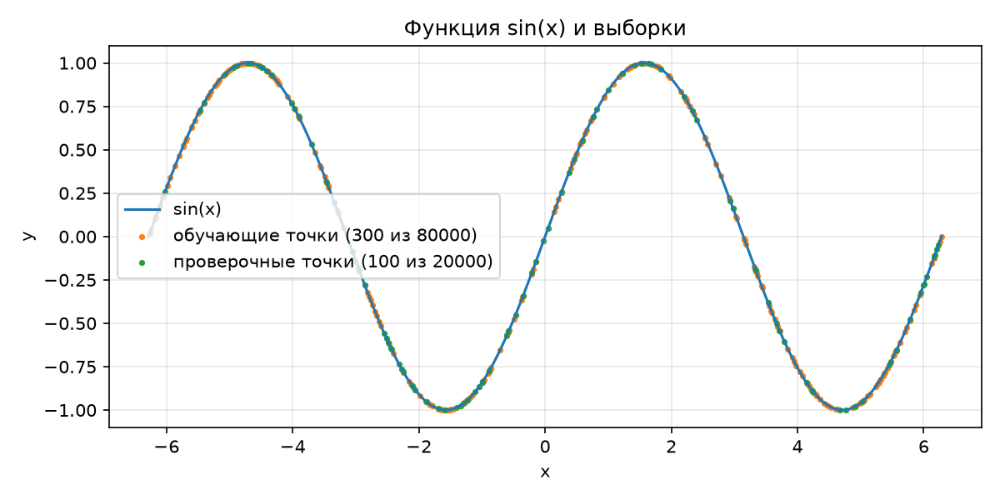 Функция sin(x) и выборки
1.00
0.75
0.50
0.25
0.00
−0.25
−0.50
−0.75
−1.00
y
sin(x)
обучающие точки (300 из 80000)
проверочные точки (100 из 20000)
−6 −4 −2 0 2 4 6
x